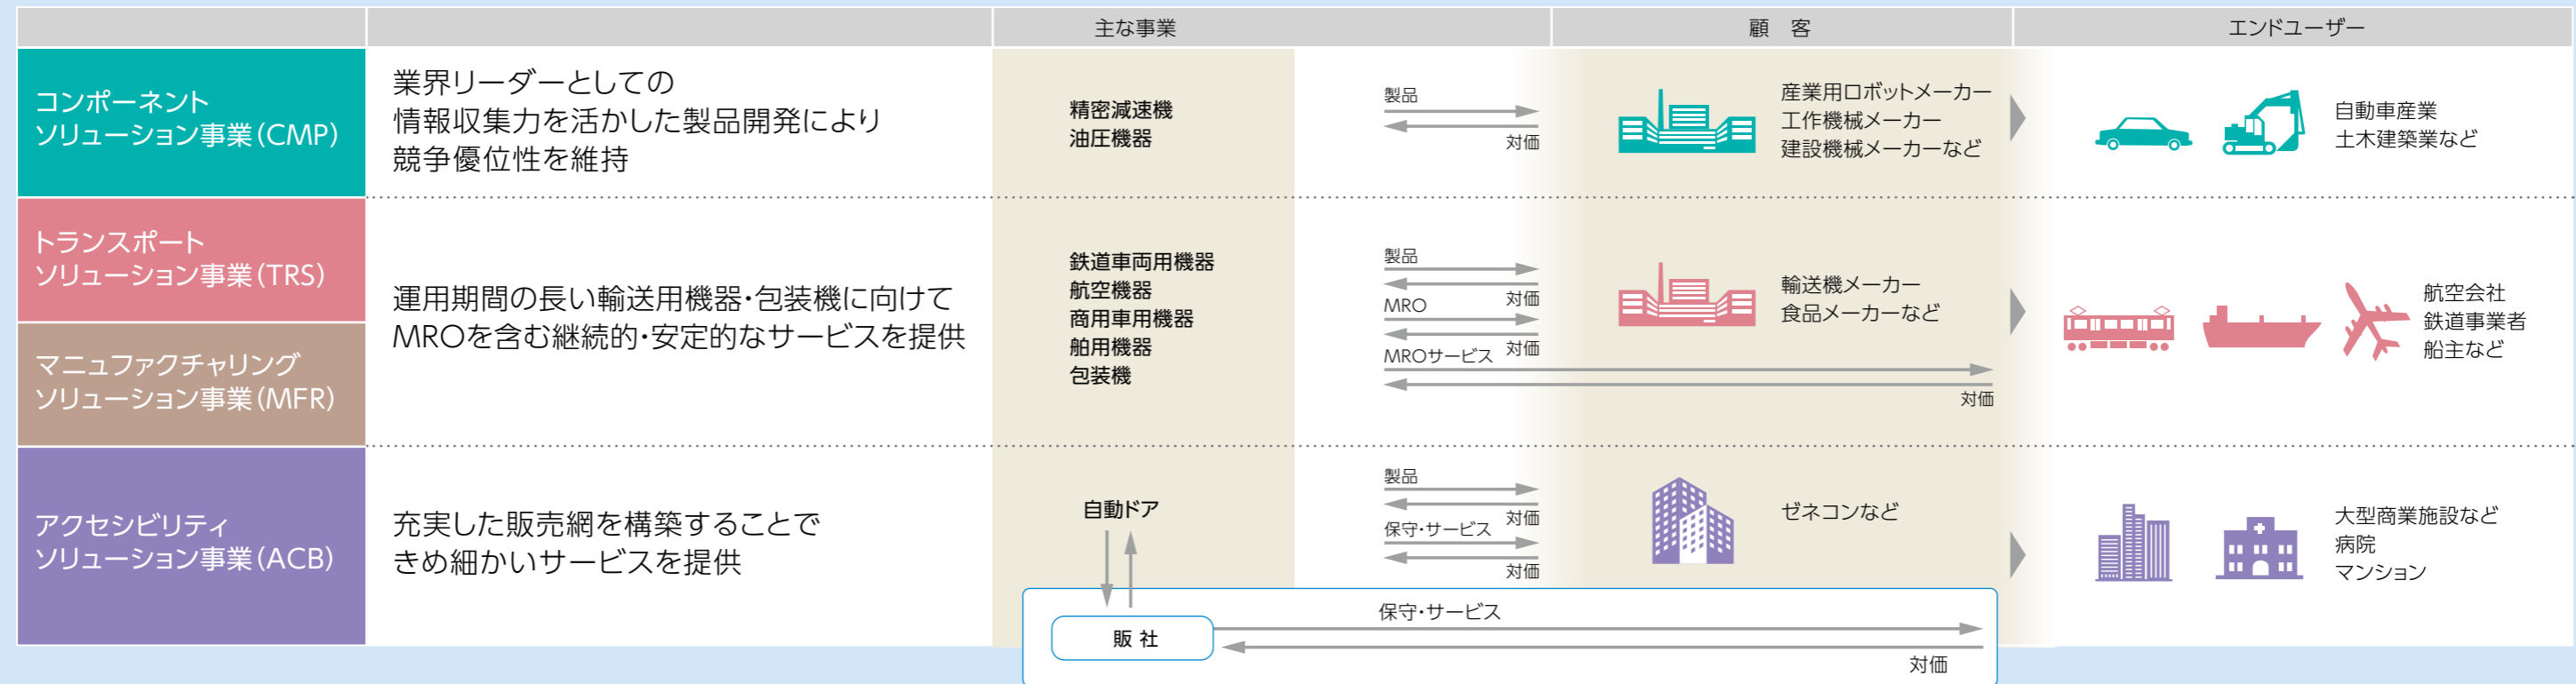 主な事業
顧 客
エンドユーザー
コンポーネント
ソリューション事業(CMP)
業界リーダーとしての
情報収集力を活かした製品開発により
競争優位性を維持
精密減速機
油圧機器
製品
対価
産業用ロボットメーカー
工作機械メーカー
建設機械メーカーなど
自動車産業
土木建築業など
トランスポート
ソリューション事業(TRS)
マニュファクチャリング
ソリューション事業(MFR)
運用期間の長い輸送用機器・包装機に向けて
MROを含む継続的・安定的なサービスを提供
鉄道車両用機器
航空機器
商用車用機器
舶用機器
包装機
製品
対価
MRO
対価
MROサービス
対価
輸送機メーカー
食品メーカーなど
航空会社
鉄道事業者
船主など
アクセシビリティ
ソリューション事業(ACB)
充実した販売網を構築することで
きめ細かいサービスを提供
自動ドア
製品
対価
保守・サービス
対価
ゼネコンなど
大型商業施設など
病院
マンション
販 社
保守・サービス
対価